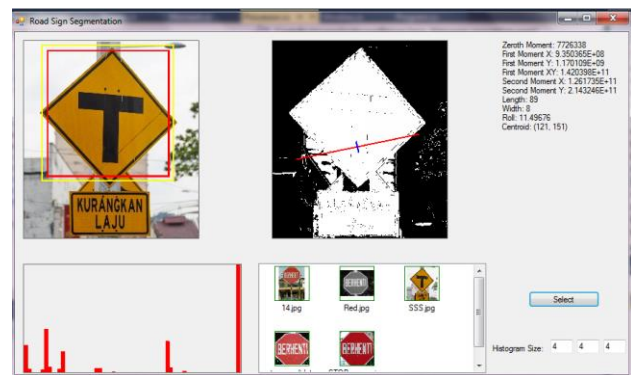 Road Sign Segmentation
KURANGKAN
LAJU
Zeroth Moment: 7726338
First Moment X: 9.350365E+08
First Moment Y: 1.170109E+09
First Moment XY: 1.420398E+11
Second Moment X: 1.261735E+11
Second Moment Y: 2.143246E+11
Length: 89
Width: 8
Roll: 11.49676
Centroid: (121, 151)
BERHENTI
14.jpg
Red.jpg
SSS.jpg
BERHENTI
BERHENTI
Select
Histogram Size: 4 4 4